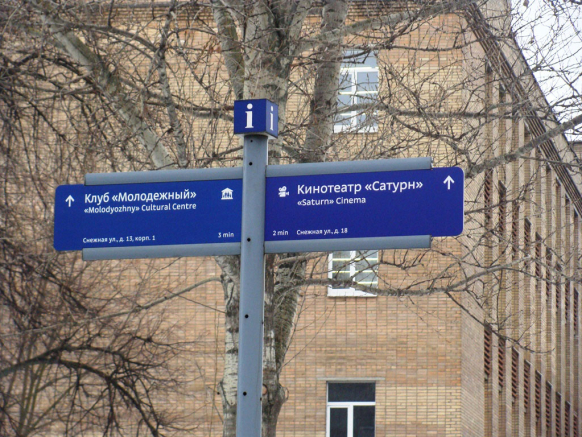 i i
Клуб «Молодежный»
«Molodyozhny» Cultural Centre
3 min
Снежная ул., д. 13, корп. 1
Кинотеатр «Сатурн»
«Saturn» Cinema
2 min Снежная ул., д. 18